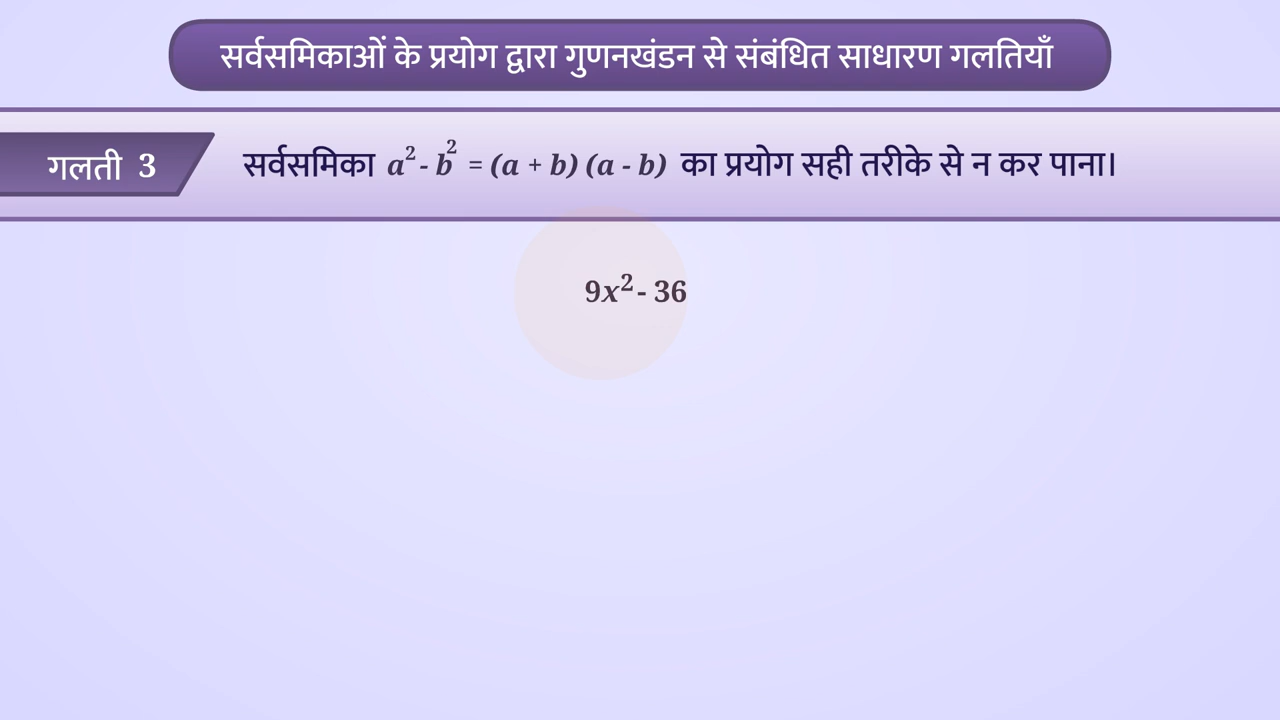 सर्वसमिकाओं के प्रयोग द्वारा गुणनखंडन से संबंधित साधारण गलतियाँ
गलती 3 सर्वसमिका a² - b² = (a + b) (a - b) का प्रयोग सही तरीके से न कर पाना।
9x² - 36